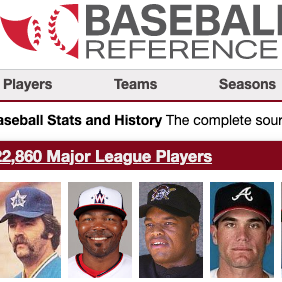 BASEBALL
REFERENCE
Players Teams Seasons
aseball Stats and History The complete sour
22,860 Major League Players